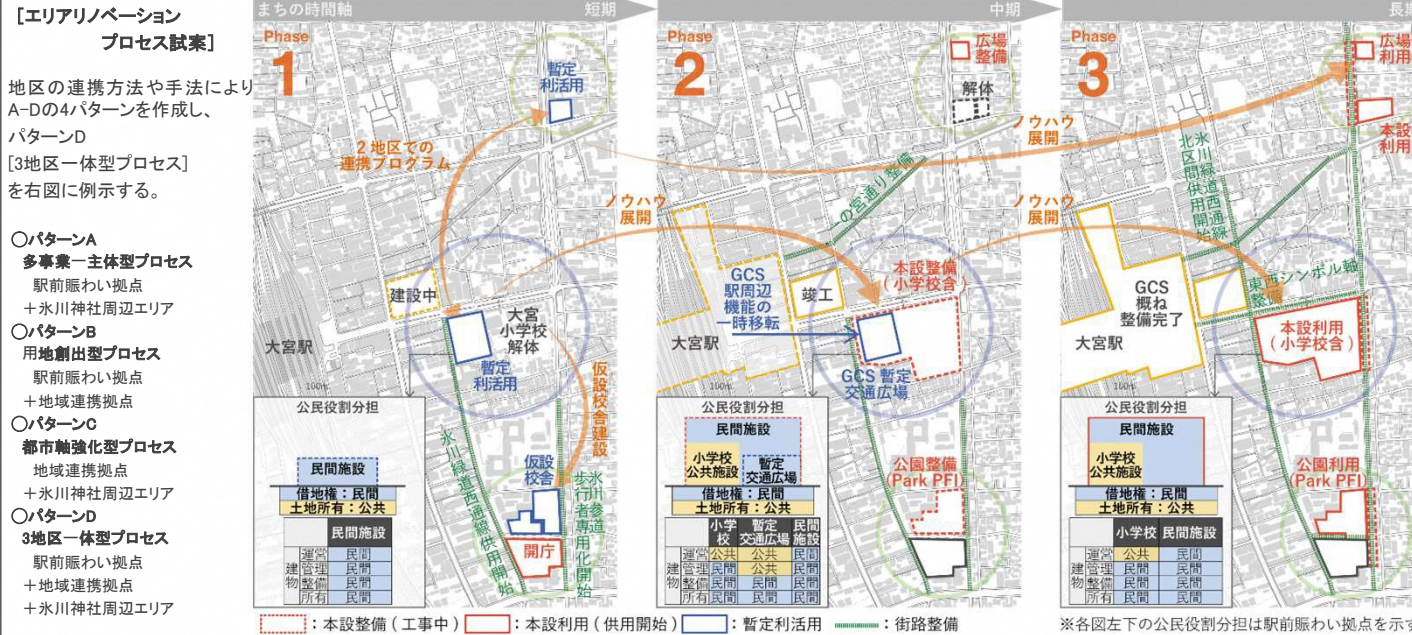 [エリアリノベーション
プロセス試案]
地区の連携方法や手法により
A-Dの4パターンを作成し、
パターンD
[3地区一体型プロセス]
を右図に例示する。
○パターンA
多事業一主体型プロセス
駅前賑わい拠点
＋氷川神社周辺エリア
○パターンB
用地創出型プロセス
駅前賑わい拠点
＋地域連携拠点
○パターンC
都市軸強化型プロセス
地域連携拠点
＋氷川神社周辺エリア
○パターンD
3地区一体型プロセス
駅前賑わい拠点
＋地域連携拠点
＋氷川神社周辺エリア
まちの時間軸
短期
Phase
1
暫定
利活用
2地区での
連携プログラム
建設中
大宮
小学校
解体
大宮駅
暫定
利活用
100m
仮設校舎建設
氷川緑道西通線供用開始
仮設
校舎
開庁
氷川参道
歩行者専用化開始
公民役割分担
民間施設
借地権：民間
土地所有：公共
民間施設
建物
運営 民間
管理 民間
整備 民間
所有 民間
中期
Phase
2
広場
整備
解体
ノウハウ
展開
一の宮通り整備
ノウハウ
展開
ノウハウ
展開
GCS
駅周辺
機能の
一時移転
竣工
本設整備
(小学校含)
大宮駅
GCS 暫定
交通広場
100m
公園整備
(Park PFI)
公民役割分担
民間施設
小学校
公共施設
暫定
交通広場
借地権：民間
土地所有：公共
小学校 暫定交通広場 民間施設
建物
運営 公共 公共 民間
管理 民間 公共 民間
整備 民間 民間 民間
所有 民間 民間 民間
長期
Phase
3
広場
利用
本設
利用
氷川緑道西通線
北区間供用開始
東西シンボル軸
整備
GCS
概ね
整備完了
大宮駅
本設利用
(小学校含)
100m
公園利用
(Park PFI)
公民役割分担
民間施設
小学校
公共施設
借地権：民間
土地所有：公共
小学校 民間施設
建物
運営 公共 民間
管理 民間 民間
整備 民間 民間
所有 民間 民間
：本設整備(工事中) ：本設利用(供用開始) ：暫定利活用 ：街路整備
※各図左下の公民役割分担は駅前賑わい拠点を示す